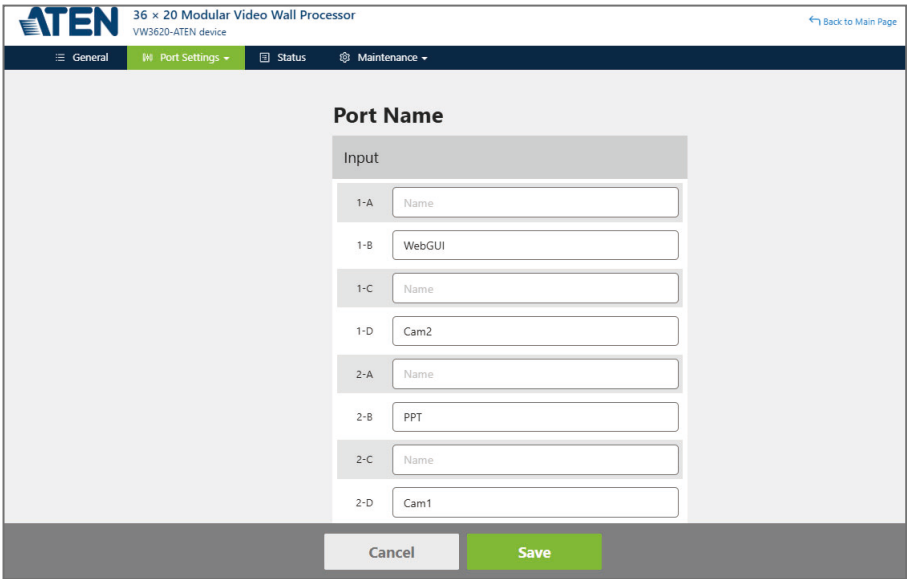 ATEN
36 × 20 Modular Video Wall Processor
VW3620-ATEN device
Back to Main Page
General Port Settings Status Maintenance
Port Name
Input
1-A Name
1-B WebGUI
1-C Name
1-D Cam2
2-A Name
2-B PPT
2-C Name
2-D Cam1
Cancel Save